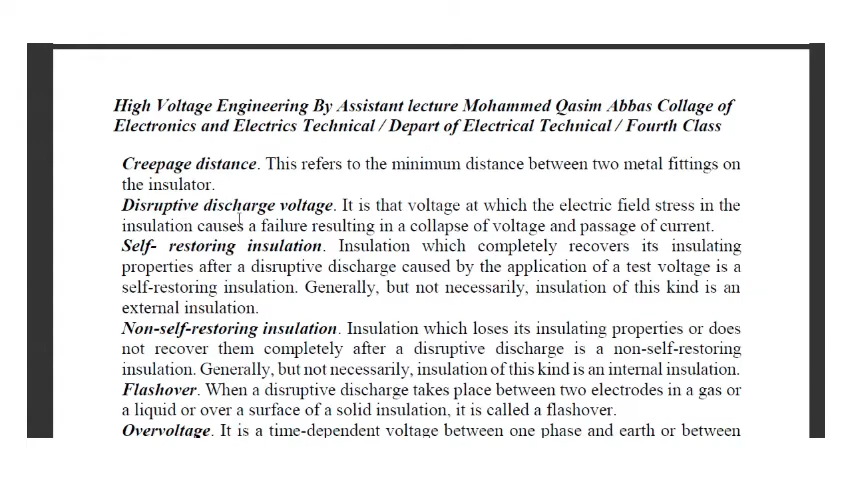 High Voltage Engineering By Assistant lecture Mohammed Qasim Abbas Collage of
Electronics and Electrics Technical / Depart of Electrical Technical / Fourth Class
Creepage distance. This refers to the minimum distance between two metal fittings on
the insulator.
Disruptive discharge voltage. It is that voltage at which the electric field stress in the
insulation causes a failure resulting in a collapse of voltage and passage of current.
Self- restoring insulation. Insulation which completely recovers its insulating
properties after a disruptive discharge caused by the application of a test voltage is a
self-restoring insulation. Generally, but not necessarily, insulation of this kind is an
external insulation.
Non-self-restoring insulation. Insulation which loses its insulating properties or does
not recover them completely after a disruptive discharge is a non-self-restoring
insulation. Generally, but not necessarily, insulation of this kind is an internal insulation.
Flashover. When a disruptive discharge takes place between two electrodes in a gas or
a liquid or over a surface of a solid insulation, it is called a flashover.
Overvoltage. It is a time-dependent voltage between one phase and earth or between